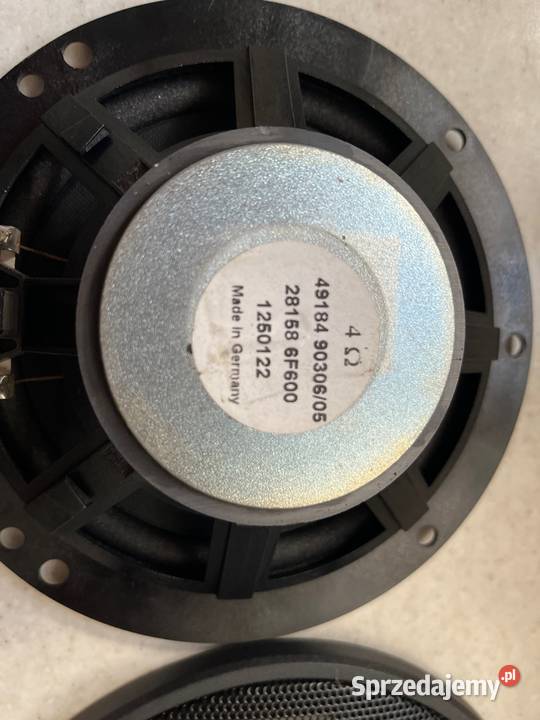 4 Ω
49184 90306/05
28158 6F600
1250122
Made in Germany
Sprzedajemy.pl